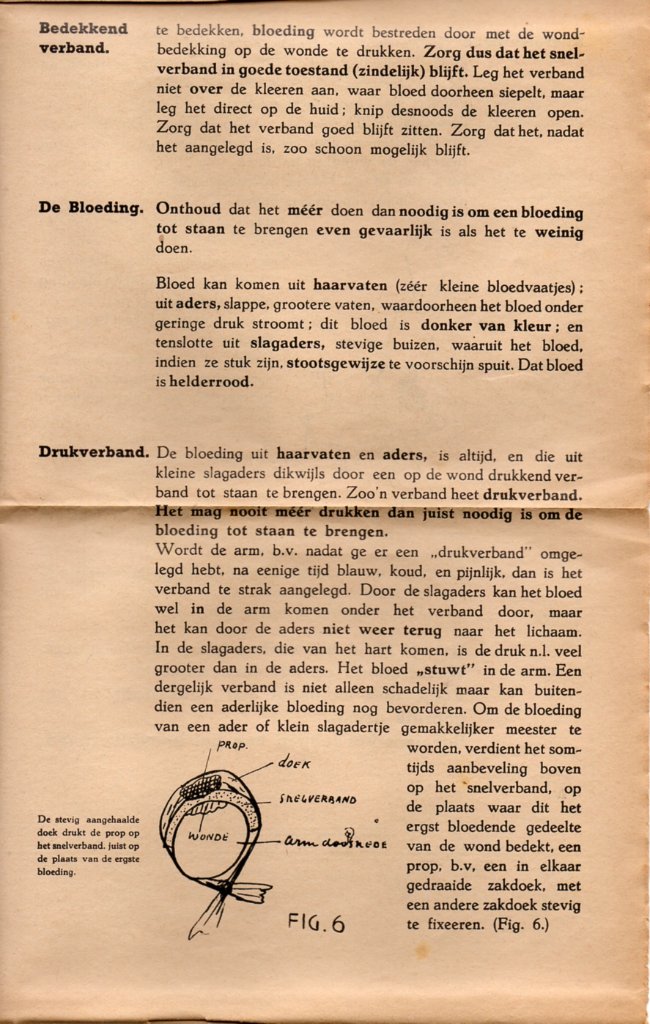 Bedekkend
verband.
te bedekken, bloeding wordt bestreden door met de wond-
bedekking op de wonde te drukken. Zorg dus dat het snel-
verband in goede toestand (zindelijk) blijft. Leg het verband
niet over de kleeren aan, waar bloed doorheen siepelt, maar
leg het direct op de huid; knip desnoods de kleeren open.
Zorg dat het verband goed blijft zitten. Zorg dat het, nadat
het aangelegd is, zoo schoon mogelijk blijft.
De Bloeding.
Onthoud dat het méér doen dan noodig is om een bloeding
tot staan te brengen even gevaarlijk is als het te weinig
doen.
Bloed kan komen uit haarvaten (zéér kleine bloedvaatjes);
uit aders, slappe, grootere vaten, waardoorheen het bloed onder
geringe druk stroomt; dit bloed is donker van kleur; en
tenslotte uit slagaders, stevige buizen, waaruit het bloed,
indien ze stuk zijn, stootsgewijze te voorschijn spuit. Dat bloed
is helderrood.
Drukverband.
De bloeding uit haarvaten en aders, is altijd, en die uit
kleine slagaders dikwijls door een op de wond drukkend ver-
band tot staan te brengen. Zoo'n verband heet drukverband.
Het mag nooit méér drukken dan juist noodig is om de
bloeding tot staan te brengen.
Wordt de arm, b.v. nadat ge er een „drukverband" omge-
legd hebt, na eenige tijd blauw, koud, en pijnlijk, dan is het
verband te strak aangelegd. Door de slagaders kan het bloed
wel in de arm komen onder het verband door, maar
het kan door de aders niet weer terug naar het lichaam.
In de slagaders, die van het hart komen, is de druk n.l. veel
grooter dan in de aders. Het bloed „stuwt" in de arm. Een
dergelijk verband is niet alleen schadelijk maar kan buiten-
dien een aderlijke bloeding nog bevorderen. Om de bloeding
van een ader of klein slagadertje gemakkelijker meester te
worden, verdient het som-
tijds aanbeveling boven
op het snelverband, op
de plaats waar dit het
ergst bloedende gedeelte
van de wond bedekt, een
prop, b.v, een in elkaar
gedraaide zakdoek, met
een andere zakdoek stevig
te fixeeren. (Fig. 6.)
De stevig aangehaalde
doek drukt de prop op
het snelverband. juist op
de plaats van de ergste
bloeding.
PROP.
DOEK
SNELVERBAND
WONDE
arm doorsnede
FIG. 6